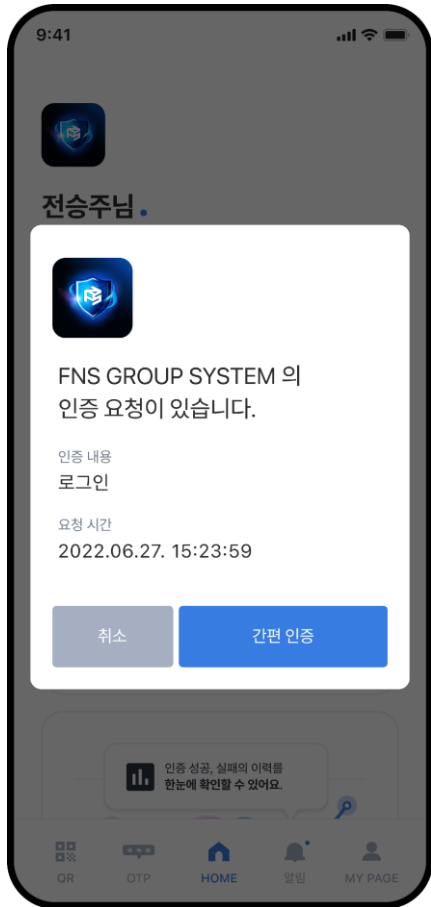 9:41
전승주님.
FNS GROUP SYSTEM 의
인증 요청이 있습니다.
인증 내용
로그인
요청 시간
2022.06.27. 15:23:59
취소
간편 인증
인증 성공, 실패의 이력을
한눈에 확인할 수 있어요.
QR
OTP
HOME
알림
MY PAGE